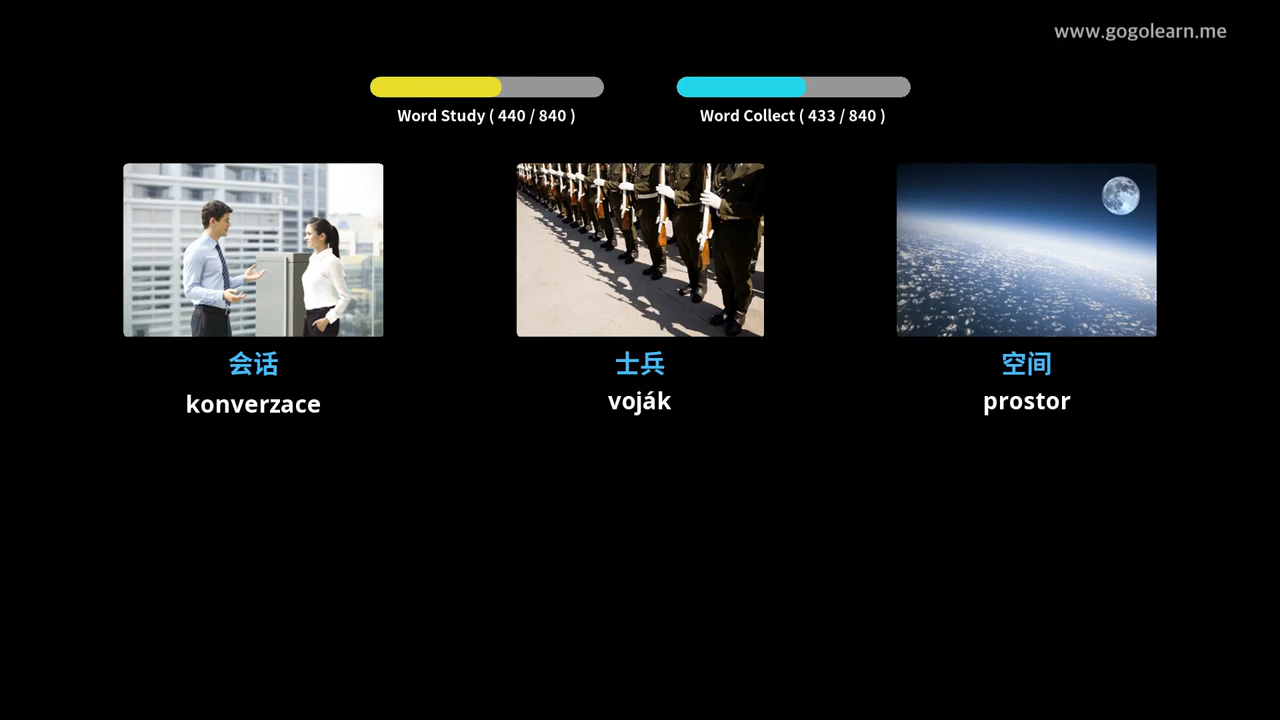 www.gogolearn.me
Word Study ( 440 / 840 )
Word Collect ( 433 / 840 )
会话
士兵
空间
konverzace
voják
prostor